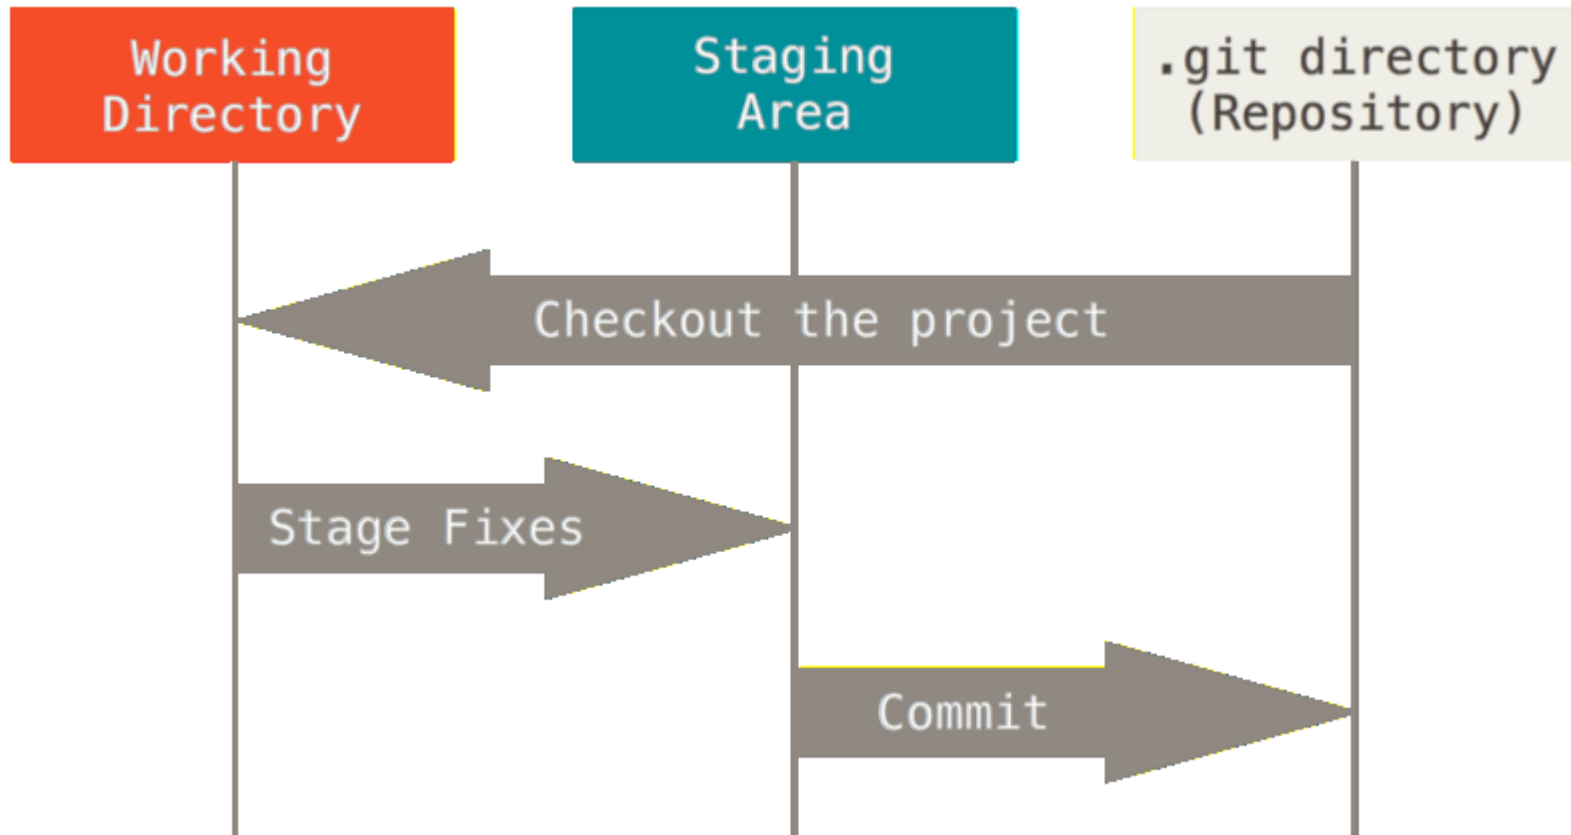 Working
Directory
Staging
Area
.git directory
(Repository)
Checkout the project
Stage Fixes
Commit